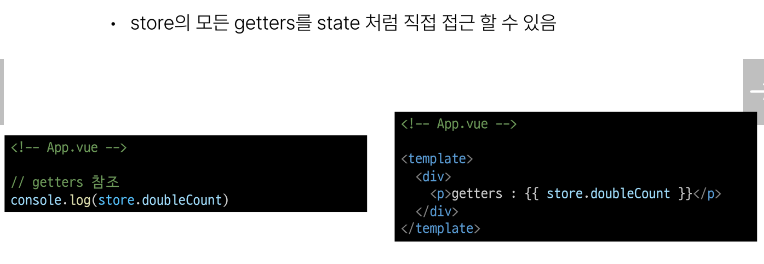 • store의 모든 getters를 state 처럼 직접 접근 할 수 있음
<!-- App.vue -->
// getters 참조
console.log(store.doubleCount)
<!-- App.vue -->
<template>
<div>
<p>getters : {{ store.doubleCount }}</p>
</div>
</template>